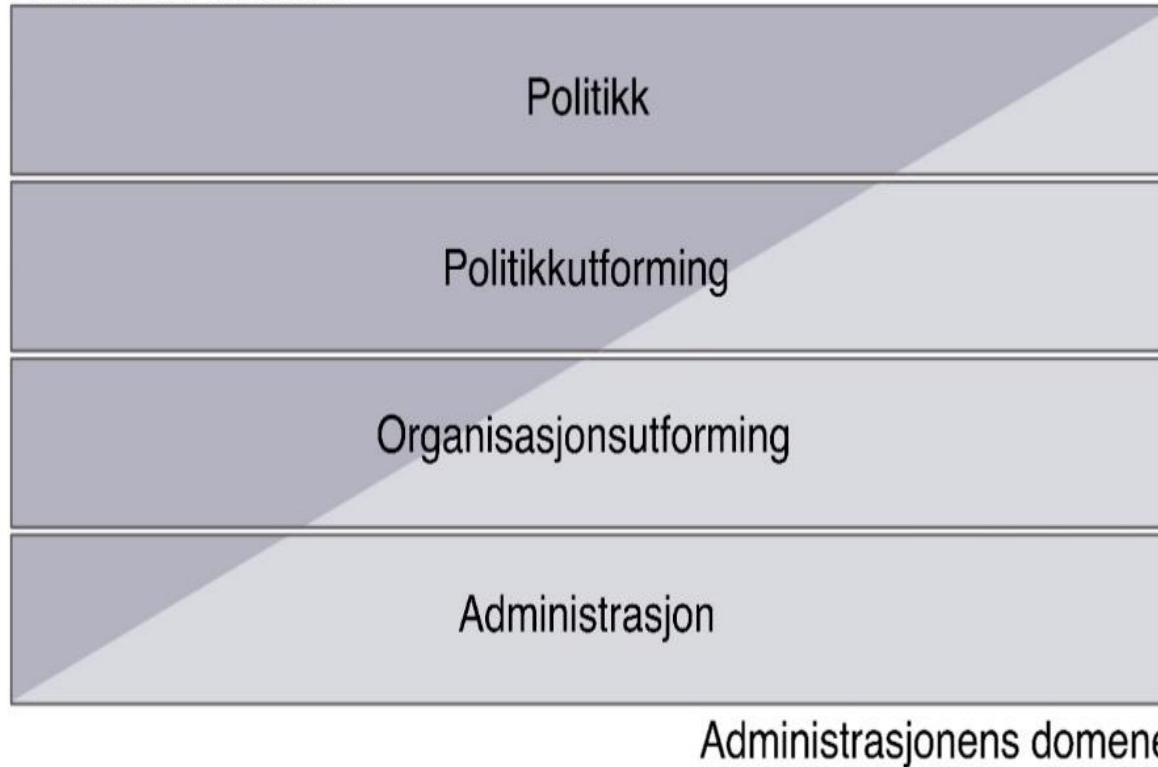 Politikk
Politikkutforming
Organisasjonsutforming
Administrasjon
Administrasjonens domene